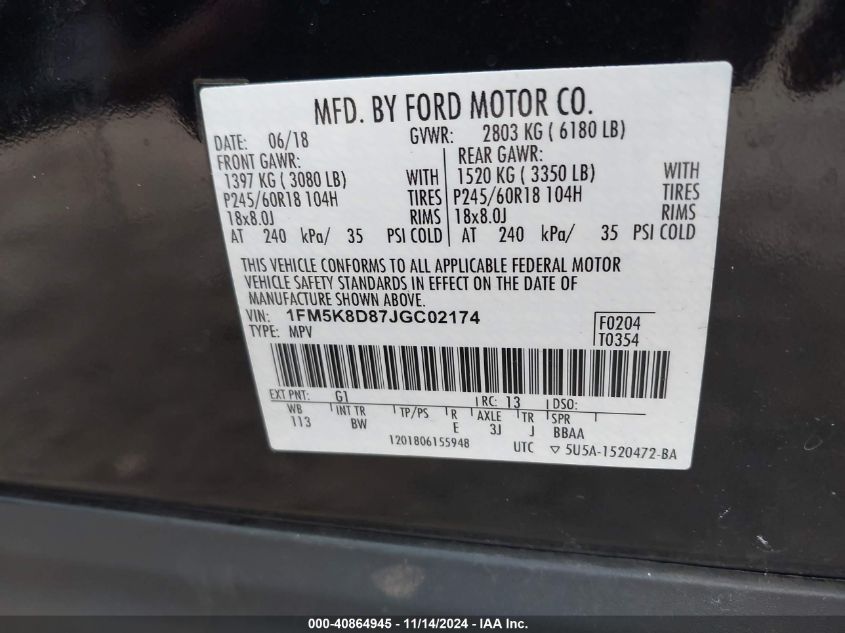 MFD. BY FORD MOTOR CO.
DATE: 06/18 GVWR: 2803 KG ( 6180 LB)
FRONT GAWR: REAR GAWR:
1397 KG ( 3080 LB) WITH 1520 KG ( 3350 LB) WITH
P245/60R18 104H TIRES P245/60R18 104H TIRES
18x8.0J RIMS 18x8.0J RIMS
AT 240 kPa/ 35 PSI COLD AT 240 kPa/ 35 PSI COLD
THIS VEHICLE CONFORMS TO ALL APPLICABLE FEDERAL MOTOR
VEHICLE SAFETY STANDARDS IN EFFECT ON THE DATE OF
MANUFACTURE SHOWN ABOVE.
VIN: 1FM5K8D87JGC02174 F0204
TYPE: MPV T0354
EXT PNT: G1 RC: 13 DSO:
WB INT TR TP/PS R AXLE TR SPR
113 BW E 3J J BBAA
1201806155948 UTC ▽ 5U5A-1520472-BA
000-40864945 - 11/14/2024 - IAA, Inc.